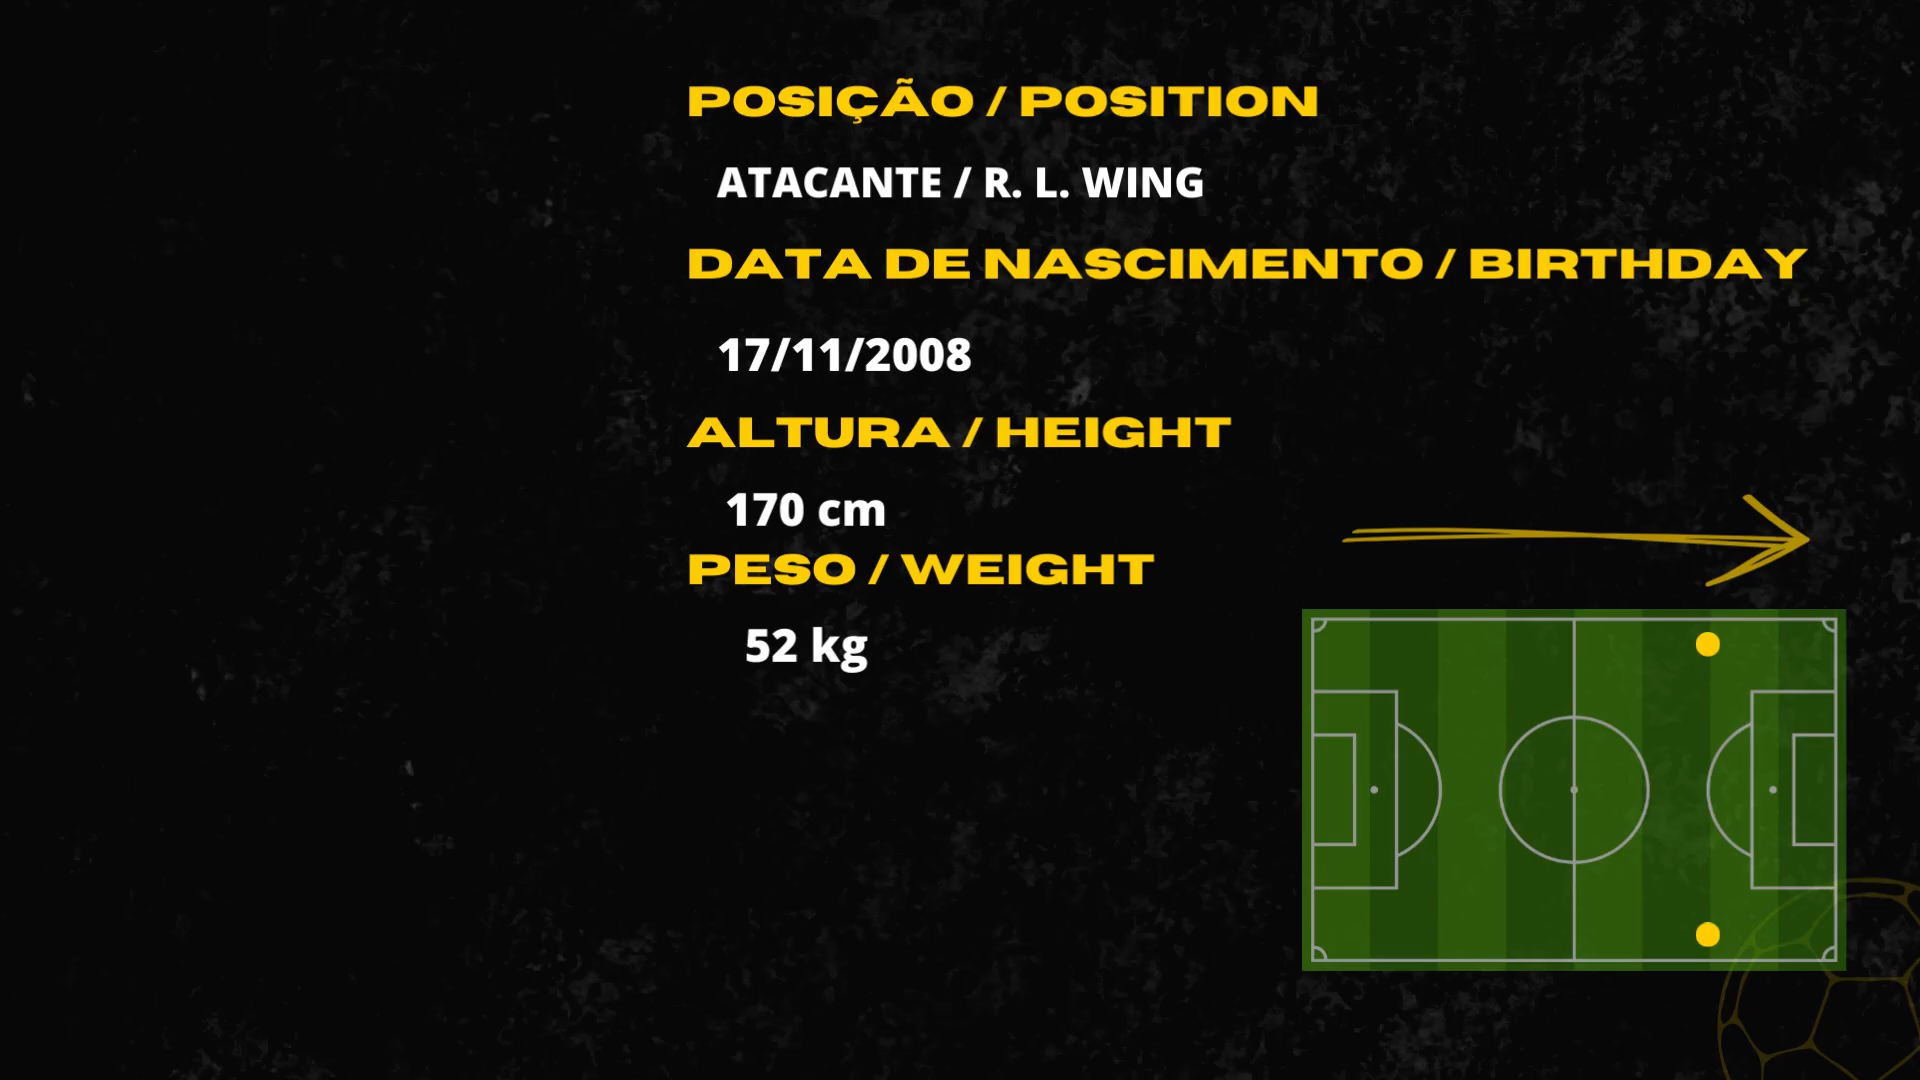 POSIÇÃO / POSITION
ATACANTE / R. L. WING
DATA DE NASCIMENTO / BIRTHDAY
17/11/2008
ALTURA / HEIGHT
170 cm
PESO / WEIGHT
52 kg